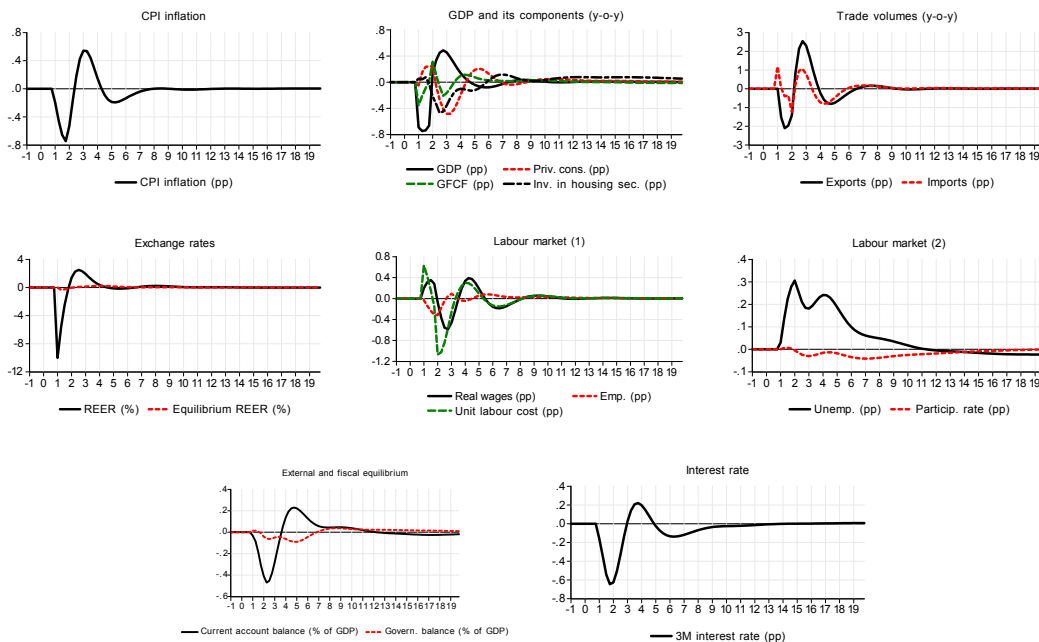 CPI inflation
.8
.4
.0
-.4
-.8
-1 0 1 2 3 4 5 6 7 8 9 10 11 12 13 14 15 16 17 18 19
CPI inflation (pp)
GDP and its components (y-o-y)
.8
.4
.0
-.4
-.8
-1 0 1 2 3 4 5 6 7 8 9 10 11 12 13 14 15 16 17 18 19
GDP (pp) Priv. cons. (pp)
GFCF (pp) Inv. in housing sec. (pp)
Trade volumes (y-o-y)
3
2
1
0
-1
-2
-3
-1 0 1 2 3 4 5 6 7 8 9 10 11 12 13 14 15 16 17 18 19
Exports (pp) Imports (pp)
Exchange rates
4
0
-4
-8
-12
-1 0 1 2 3 4 5 6 7 8 9 10 11 12 13 14 15 16 17 18 19
REER (%) Equilibrium REER (%)
Labour market (1)
0.8
0.4
0.0
-0.4
-0.8
-1.2
-1 0 1 2 3 4 5 6 7 8 9 10 11 12 13 14 15 16 17 18 19
Real wages (pp) Emp. (pp)
Unit labour cost (pp)
Labour market (2)
.4
.3
.2
.1
.0
-.1
-1 0 1 2 3 4 5 6 7 8 9 10 11 12 13 14 15 16 17 18 19
Unemp. (pp) Particip. rate (pp)
External and fiscal equilibrium
.4
.2
.0
-.2
-.4
-.6
-1 0 1 2 3 4 5 6 7 8 9 10 11 12 13 14 15 16 17 18 19
Current account balance (% of GDP) Govern. balance (% of GDP)
Interest rate
.4
.2
.0
-.2
-.4
-.6
-.8
-1 0 1 2 3 4 5 6 7 8 9 10 11 12 13 14 15 16 17 18 19
3M interest rate (pp)